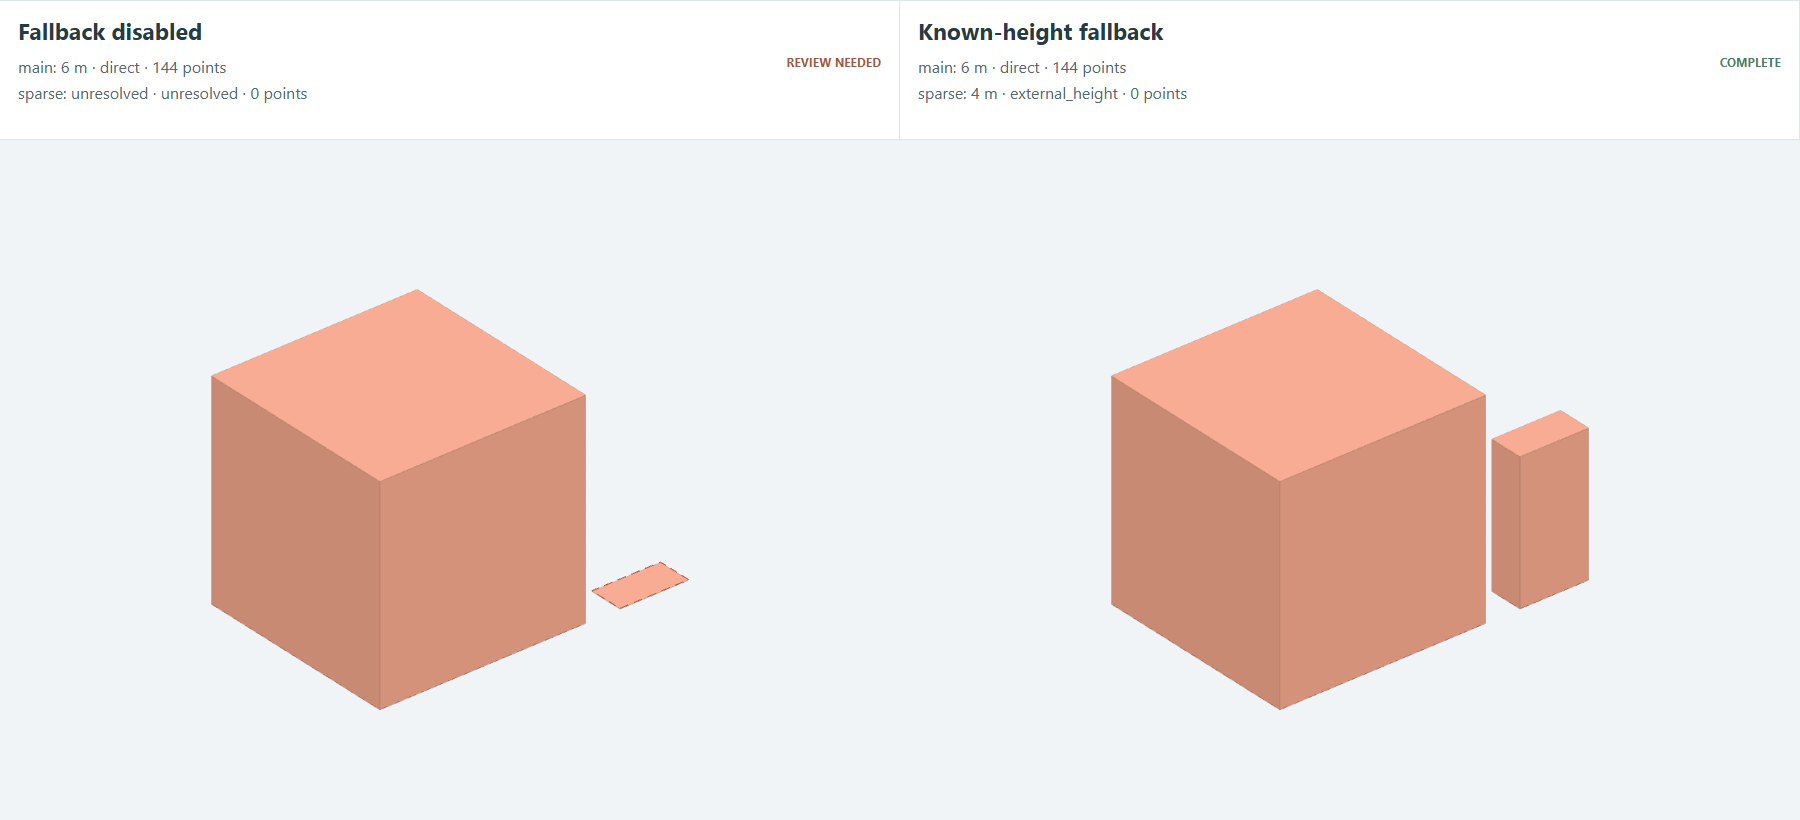 Fallback disabled
main: 6 m · direct · 144 points
sparse: unresolved · unresolved · 0 points
REVIEW NEEDED
Known-height fallback
main: 6 m · direct · 144 points
sparse: 4 m · external_height · 0 points
COMPLETE